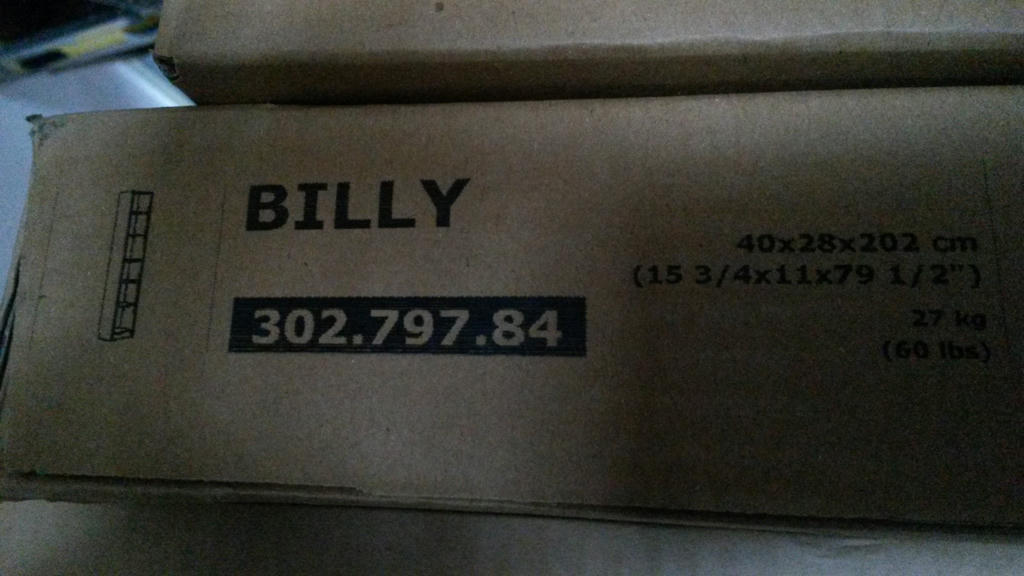 BILLY
302.797.84
40x28x202 cm
(15 3/4x11x79 1/2")
27 kg
(60 lbs)